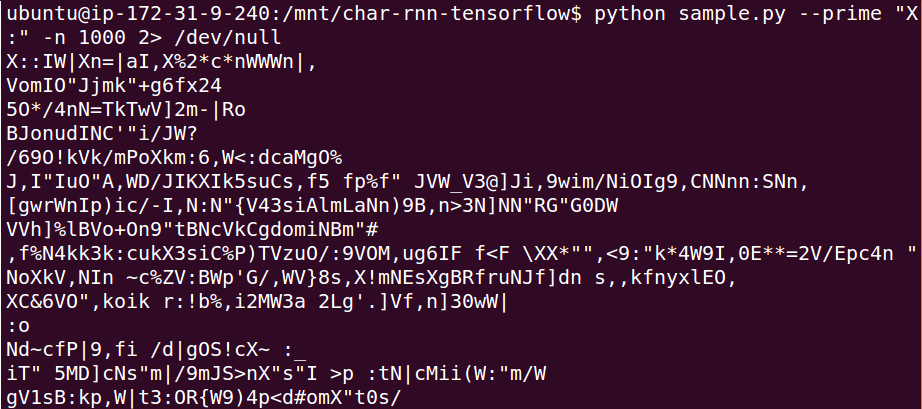 ubuntu@ip-172-31-9-240:/mnt/char-rnn-tensorflow$ python sample.py --prime "X
:" -n 1000 2> /dev/null
X::IW|Xn=|aI,X%2*c*nWWWn|,
VomIO"Jjmk"+g6fx24
5O*/4nN=TkTwV]2m-|Ro
BJonudINC'"i/JW?
/69O!kVk/mPoXkm:6,W<:dcaMgO%
J,I"IuO"A,WD/JIKXIk5suCs,f5 fp%f" JVW_V3@]Ji,9wim/NiOIg9,CNNnn:SNn,
[gwrWnIp)ic/-I,N:N"{V43siAlmLaNn)9B,n>3N]NN"RG"G0DW
VVh]%lBVo+On9"tBNcVkCgdomiNBm"#
,f%N4kk3k:cukX3siC%P)TVzuO/:9VOM,ug6IF f<F \XX*"",<9:"k*4W9I,0E**=2V/Epc4n "
NoXkV,NIn ~c%ZV:BWp'G/,WV}8s,X!mNEsXgBRfruNJf]dn s,,kfnyxlEO,
XC&6VO",koik r:!b%,i2MW3a 2Lg'.]Vf,n]30wW|
:o
Nd~cfP|9,fi /d|gOS!cX~ :_
iT" 5MD]cNs"m|/9mJS>nX"s"I >p :tN|cMii(W:"m/W
gV1sB:kp,W|t3:OR{W9)4p<d#omX"t0s/